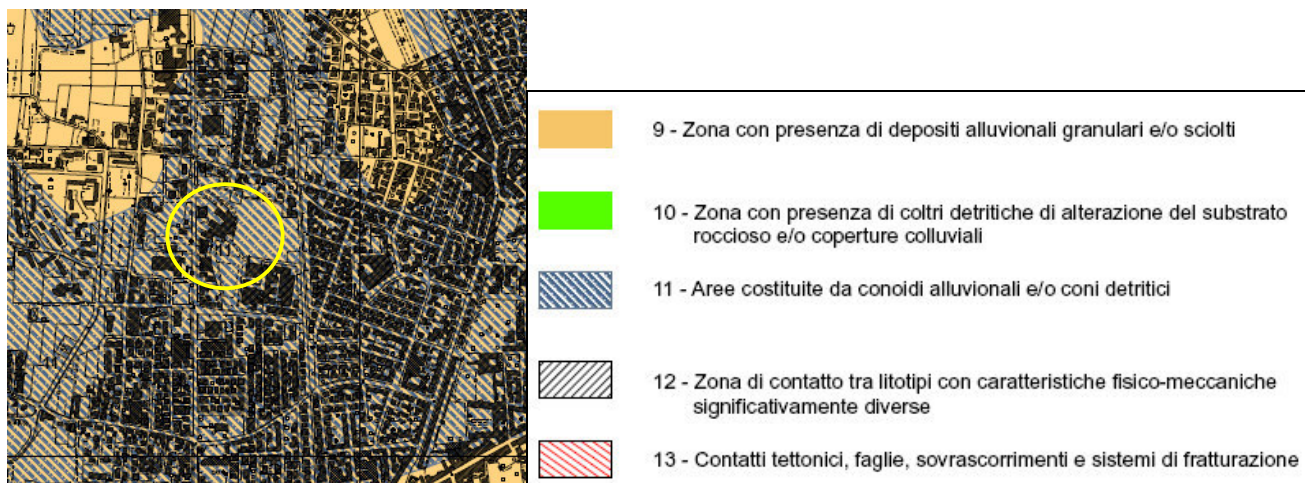 9 - Zona con presenza di depositi alluvionali granulari e/o sciolti
10 - Zona con presenza di coltri detritiche di alterazione del substrato
roccioso e/o coperture colluviali
11 - Aree costituite da conoidi alluvionali e/o coni detritici
12 - Zona di contatto tra litotipi con caratteristiche fisico-meccaniche
significativamente diverse
13 - Contatti tettonici, faglie, sovrascorrimenti e sistemi di fratturazione